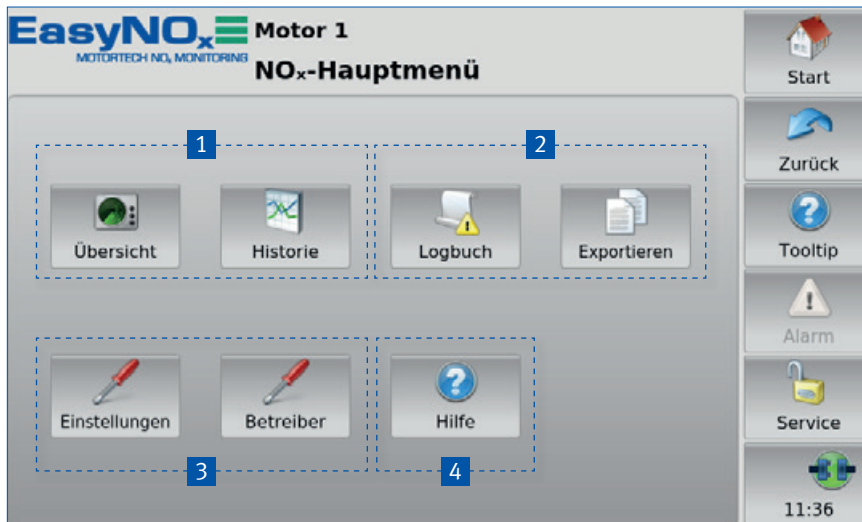 EasyNOx
MOTORTECH NOx MONITORING
Motor 1
NOx-Hauptmenü
1
2
Übersicht
Historie
Logbuch
Exportieren
Einstellungen
Betreiber
Hilfe
3
4
Start
Zurück
Tooltip
Alarm
Service
11:36